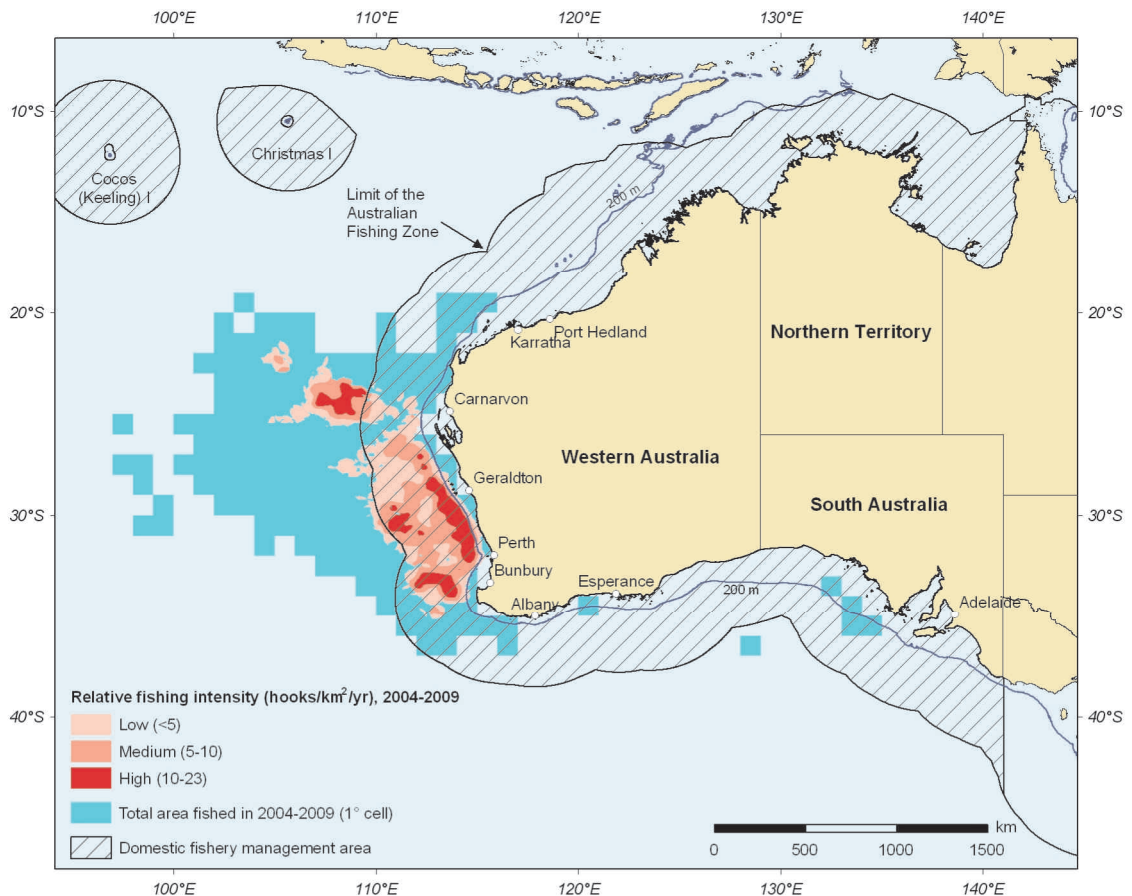 100°E
110°E
120°E
130°E
140°E
10°S
10°S
Christmas I
Cocos
(Keeling) I
Limit of the
Australian
Fishing Zone
200 m
20°S
20°S
Port Hedland
Karratha
Northern Territory
Carnarvon
Western Australia
Geraldton
South Australia
30°S
30°S
Perth
Bunbury
Esperance
Albany
200 m
Adelaide
Relative fishing intensity (hooks/km²/yr), 2004-2009
Low (<5)
Medium (5-10)
High (10-23)
Total area fished in 2004-2009 (1° cell)
Domestic fishery management area
40°S
40°S
km
0
500
1000
1500
100°E
110°E
120°E
130°E
140°E